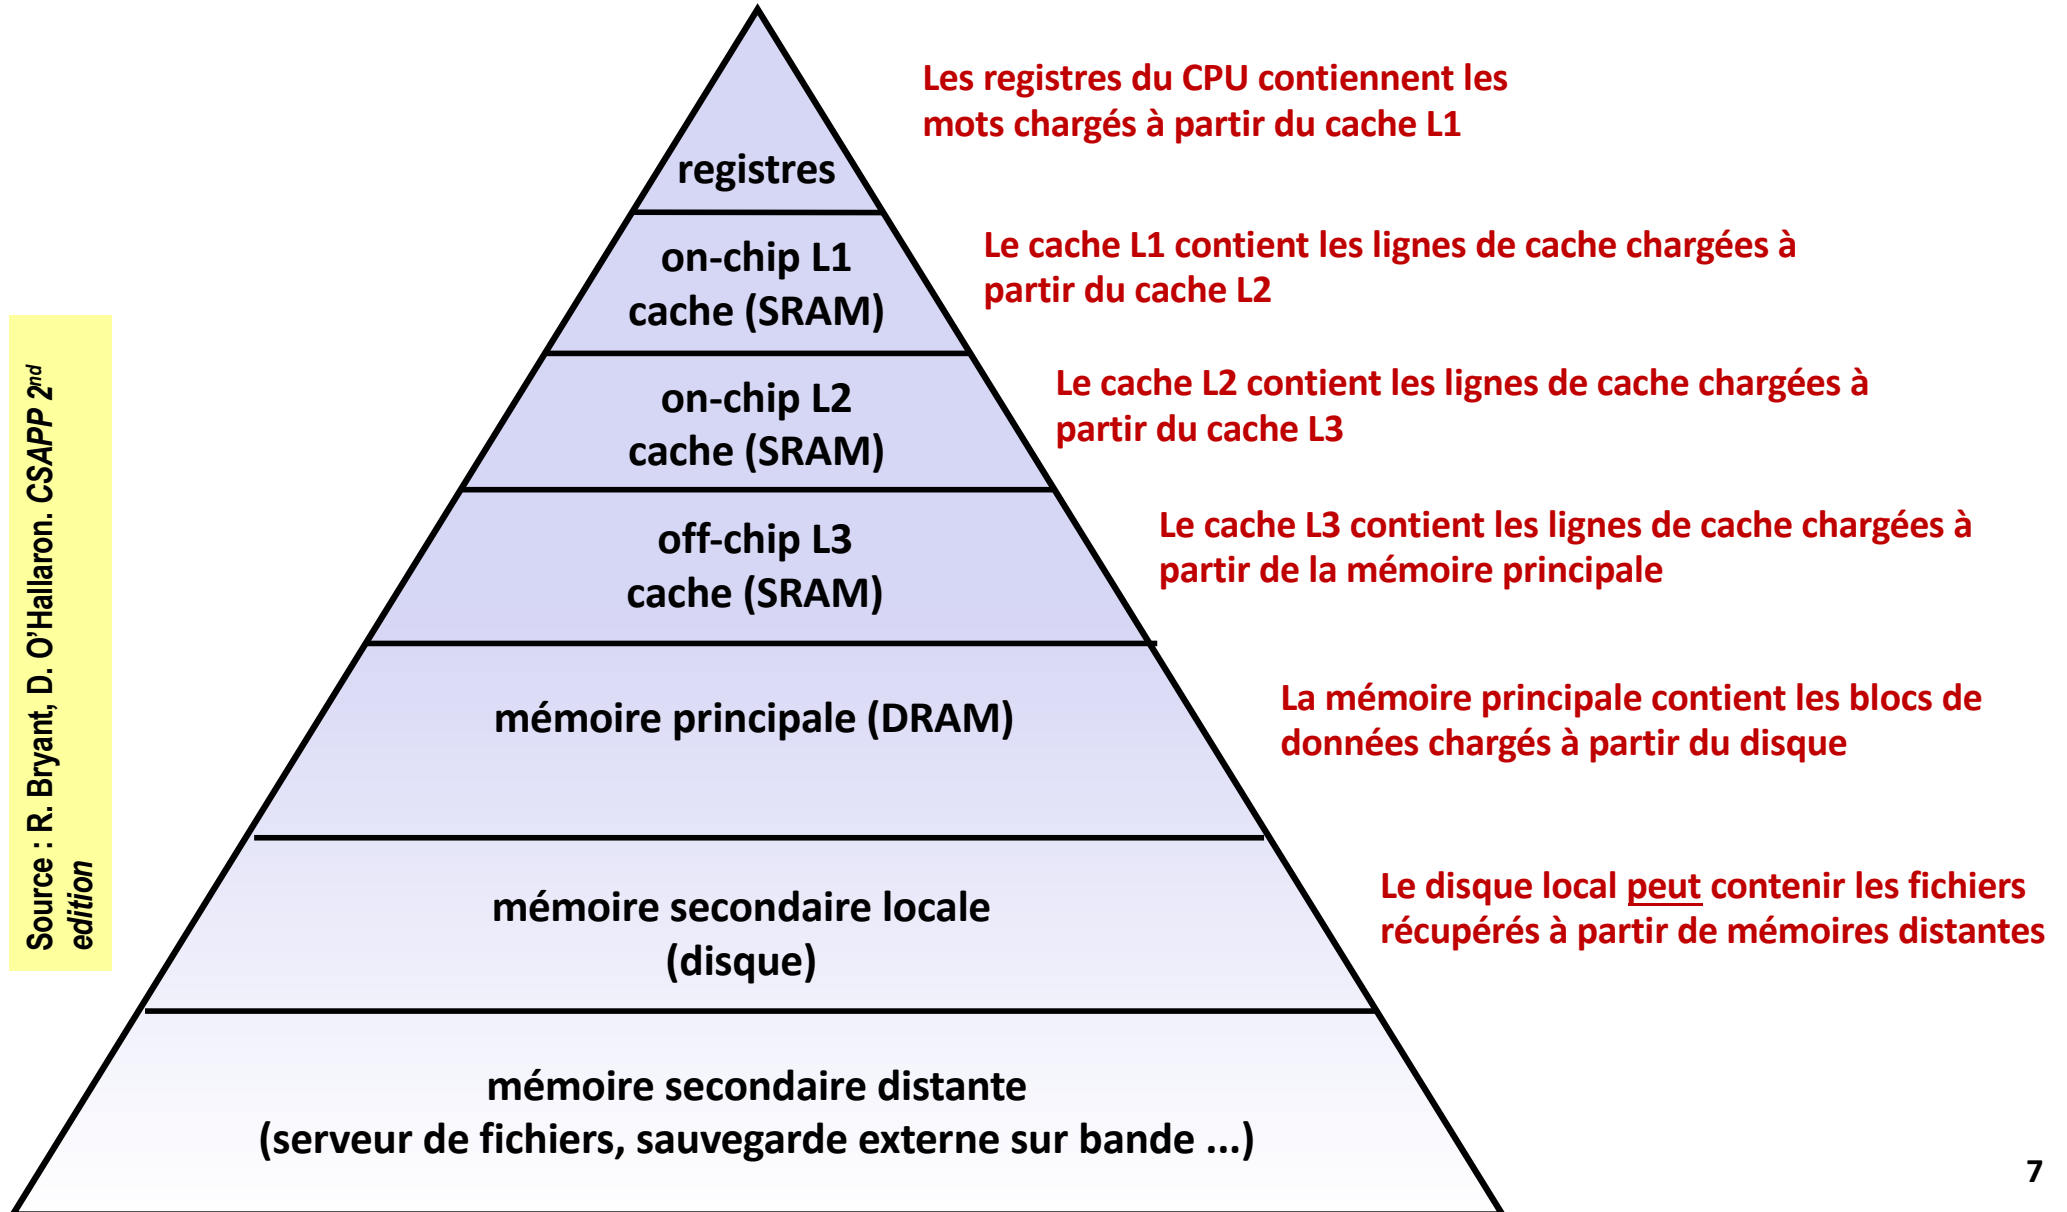 Les registres du CPU contiennent les
mots chargés à partir du cache L1
registres
on-chip L1
cache (SRAM)
Le cache L1 contient les lignes de cache chargées à
partir du cache L2
on-chip L2
cache (SRAM)
Le cache L2 contient les lignes de cache chargées à
partir du cache L3
off-chip L3
cache (SRAM)
Le cache L3 contient les lignes de cache chargées à
partir de la mémoire principale
mémoire principale (DRAM)
La mémoire principale contient les blocs de
données chargés à partir du disque
mémoire secondaire locale
(disque)
Le disque local peut contenir les fichiers
récupérés à partir de mémoires distantes
mémoire secondaire distante
(serveur de fichiers, sauvegarde externe sur bande ...)
Source : R. Bryant, D. O'Hallaron. CSAPP 2nd
edition
7